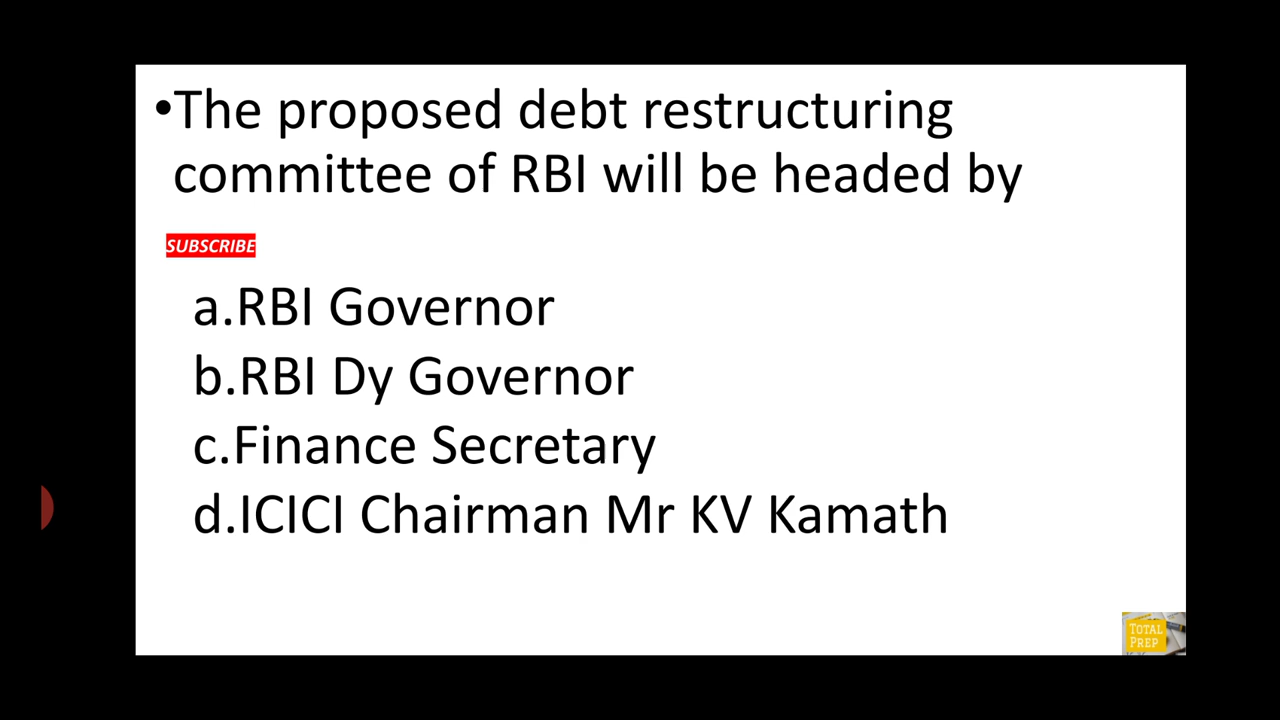 •The proposed debt restructuring
committee of RBI will be headed by
SUBSCRIBE
a.RBI Governor
b.RBI Dy Governor
c.Finance Secretary
d.ICICI Chairman Mr KV Kamath
TOTAL
PREP